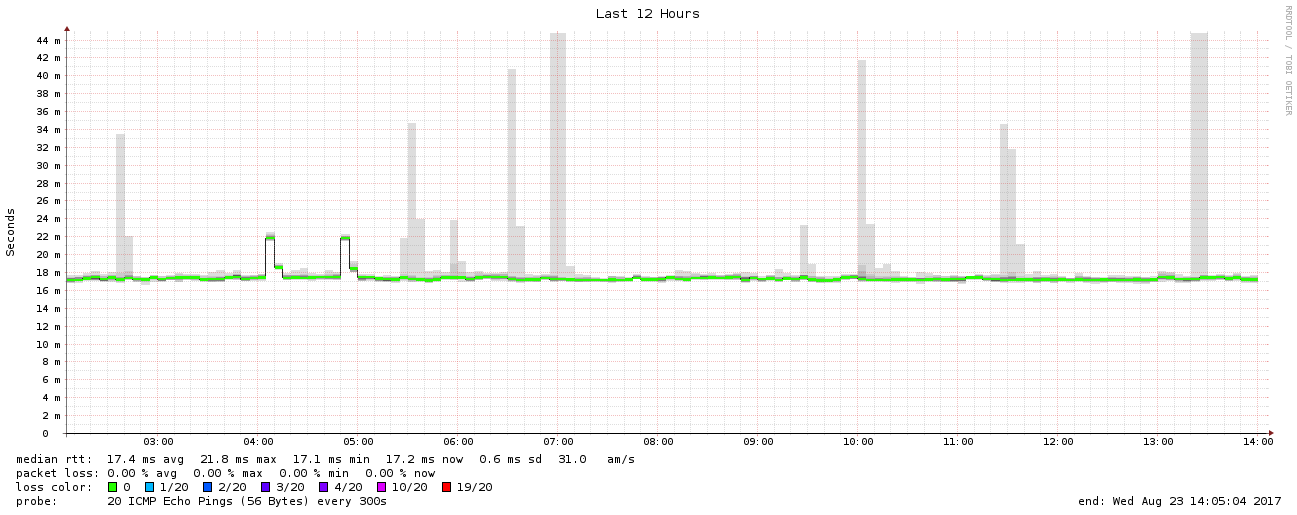 Last 12 Hours
RRDTOOL / TOBI OETIKER
Seconds
44 m
42 m
40 m
38 m
36 m
34 m
32 m
30 m
28 m
26 m
24 m
22 m
20 m
18 m
16 m
14 m
12 m
10 m
8 m
6 m
4 m
2 m
0
03:00 04:00 05:00 06:00 07:00 08:00 09:00 10:00 11:00 12:00 13:00 14:00
median rtt: 17.4 ms avg 21.8 ms max 17.1 ms min 17.2 ms now 0.6 ms sd 31.0 am/s
packet loss: 0.00 % avg 0.00 % max 0.00 % min 0.00 % now
loss color: 0 1/20 2/20 3/20 4/20 10/20 19/20
probe: 20 ICMP Echo Pings (56 Bytes) every 300s end: Wed Aug 23 14:05:04 2017